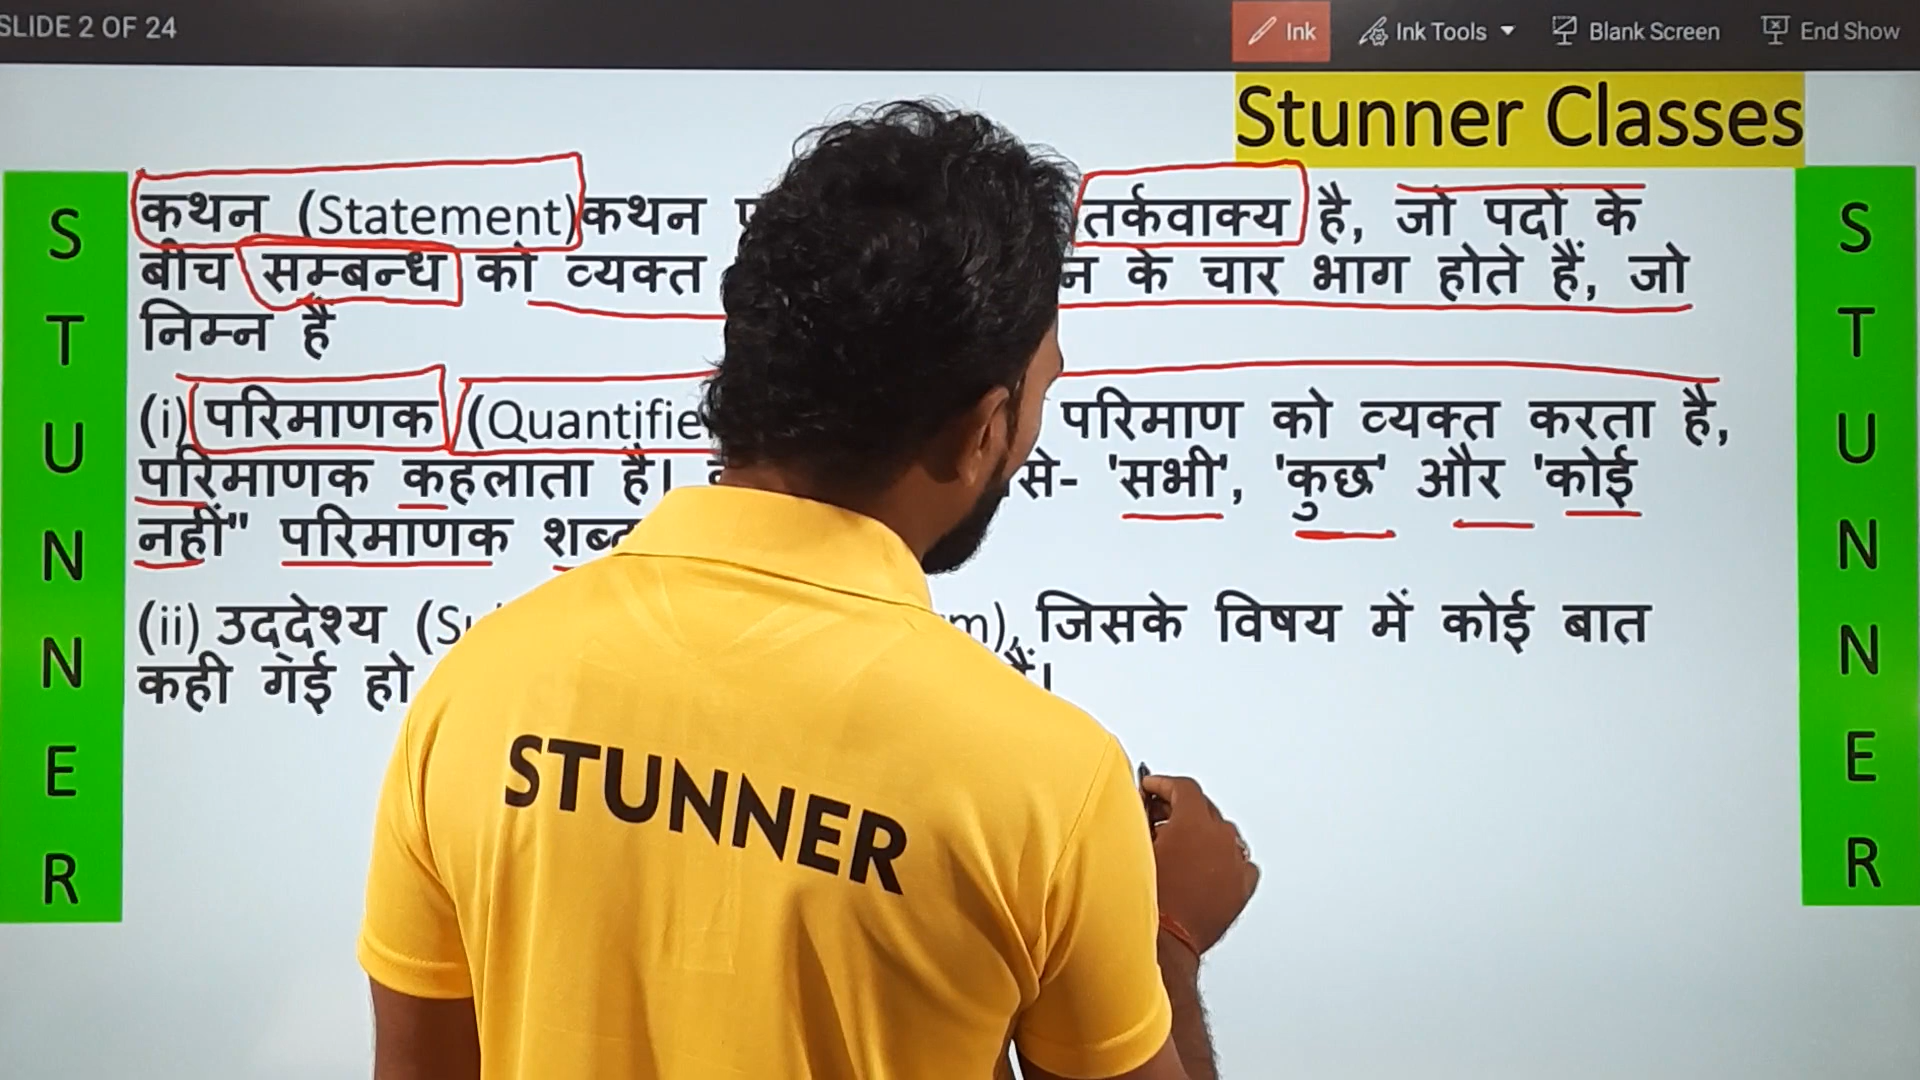 SLIDE 2 OF 24
Ink
Ink Tools
Blank Screen
End Show
Stunner Classes
S
T
U
N
N
E
R
कथन (Statement)कथन तर्कवाक्य है, जो पदों के
बीच सम्बन्ध को व्यक्त के चार भाग होते हैं, जो
निम्न है
(i) परिमाणक परिमाण को व्यक्त करता है,
परिमाणक कहलाता है। 'सभी', 'कुछ' और 'कोई
नहीं" परिमाणक
(ii) उद्देश्य जिसके विषय में कोई बात
कही गई हो
STUNNER
S
T
U
N
N
E
R